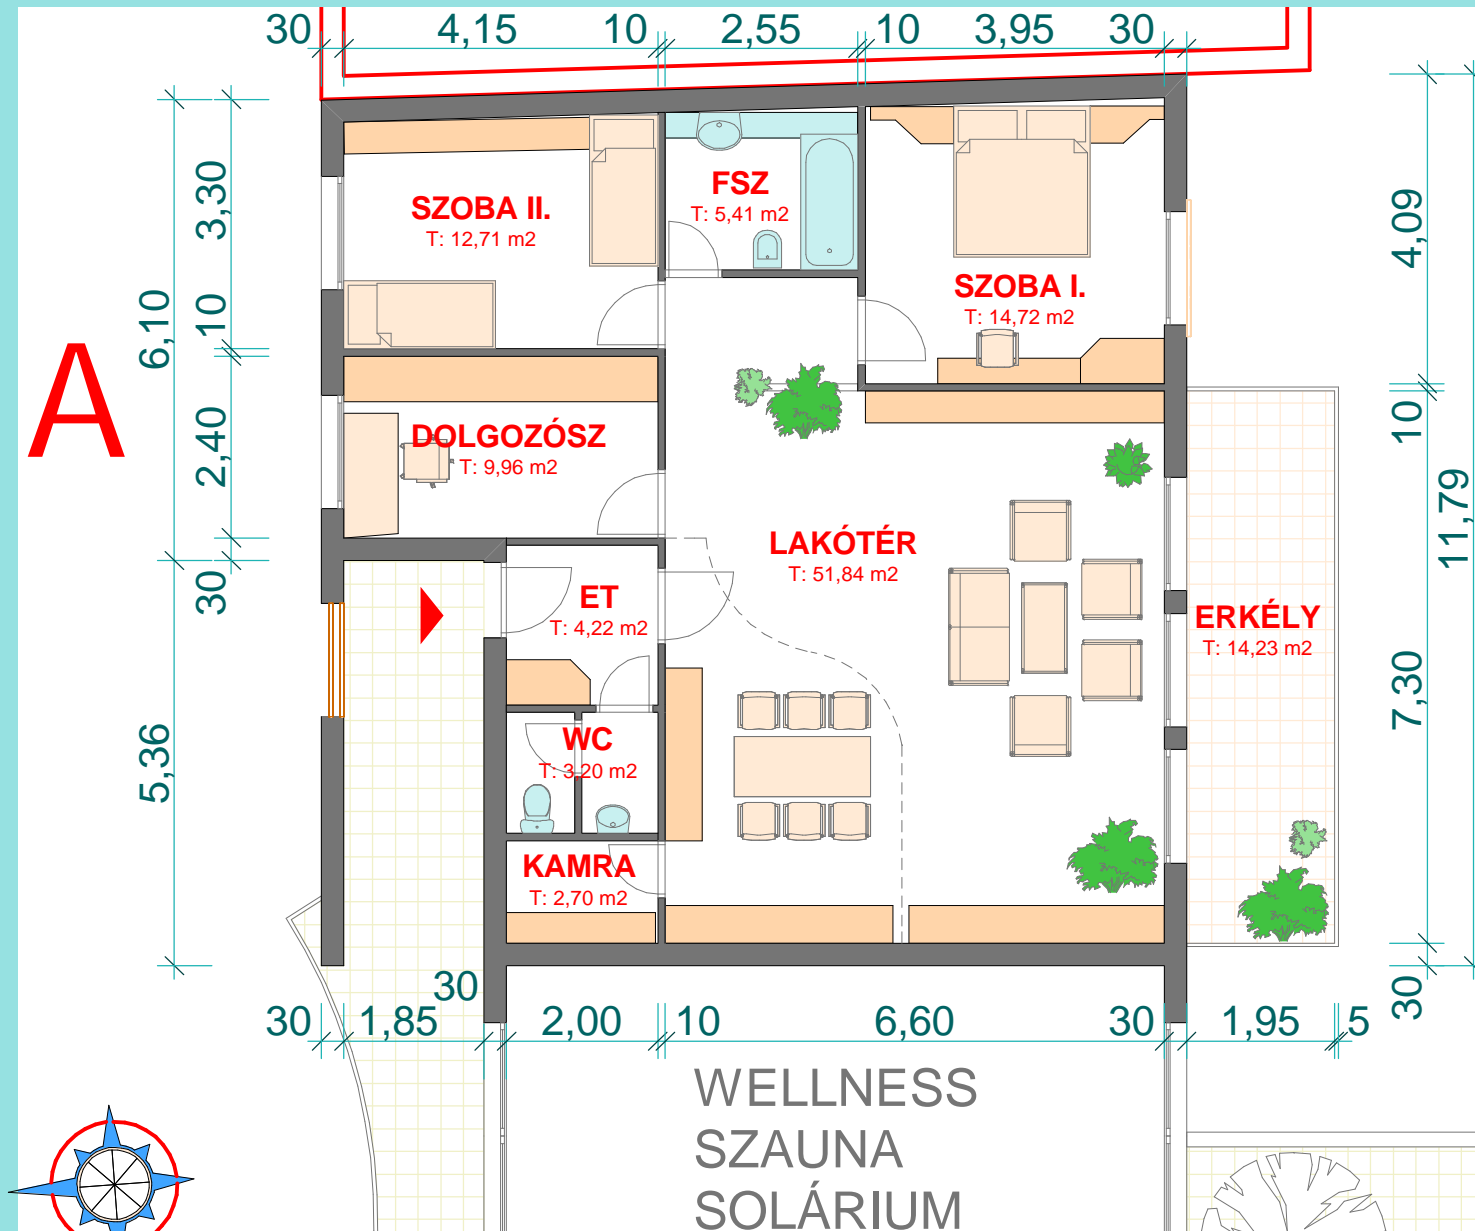 30 4,15 10 2,55 10 3,95 30
3,30
10
2,40
30
6,10
5,36
A
SZOBA II.
T: 12,71 m2
FSZ
T: 5,41 m2
SZOBA I.
T: 14,72 m2
DOLGOZÓSZ
T: 9,96 m2
LAKÓTÉR
T: 51,84 m2
ET
T: 4,22 m2
ERKÉLY
T: 14,23 m2
WC
T: 3,20 m2
KAMRA
T: 2,70 m2
4,09
10
7,30
30
11,79
30 1,85 30 2,00 10 6,60 30 1,95 5
WELLNESS
SZAUNA
SOLÁRIUM